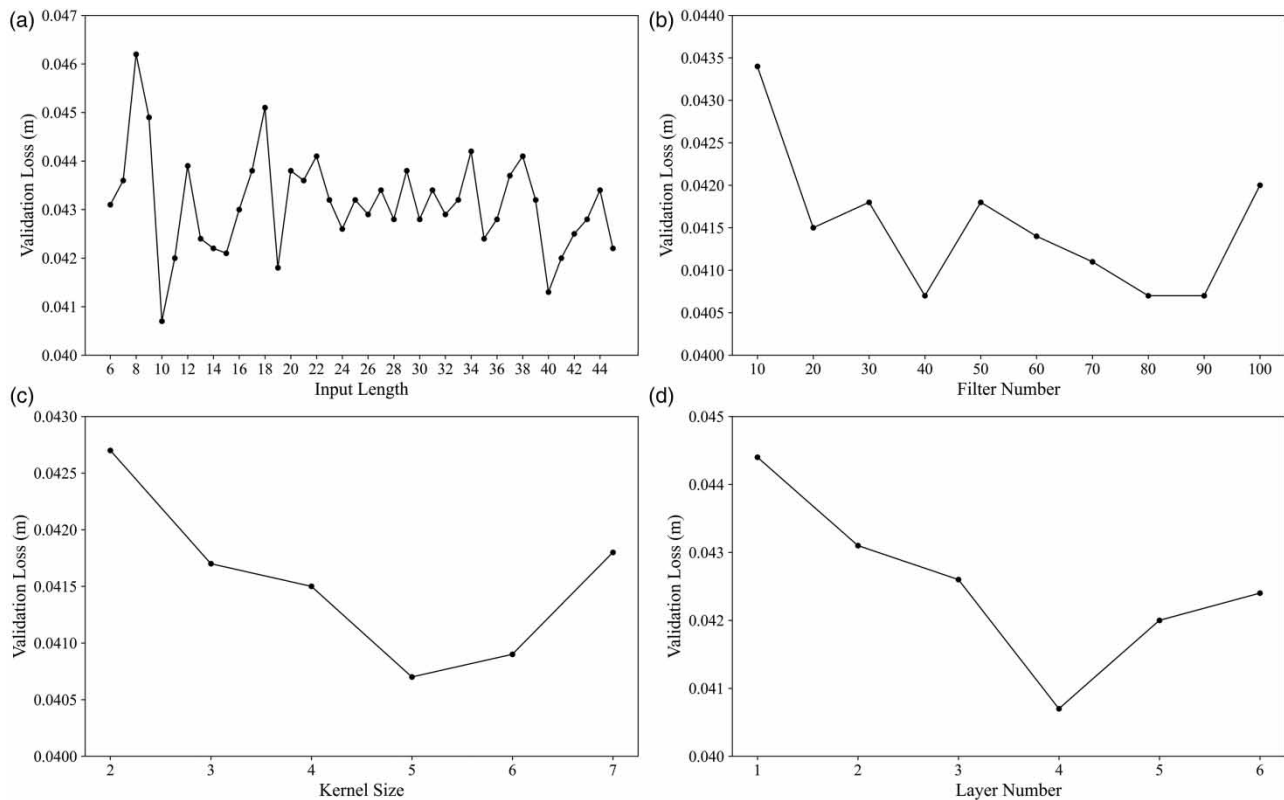 (a)
0.047
0.046
0.045
0.044
0.043
0.042
0.041
0.040
Validation Loss (m)
6 8 10 12 14 16 18 20 22 24 26 28 30 32 34 36 38 40 42 44
Input Length
(b)
0.0440
0.0435
0.0430
0.0425
0.0420
0.0415
0.0410
0.0405
0.0400
Validation Loss (m)
10 20 30 40 50 60 70 80 90 100
Filter Number
(c)
0.0430
0.0425
0.0420
0.0415
0.0410
0.0405
0.0400
Validation Loss (m)
2 3 4 5 6 7
Kernel Size
(d)
0.045
0.044
0.043
0.042
0.041
0.040
Validation Loss (m)
1 2 3 4 5 6
Layer Number